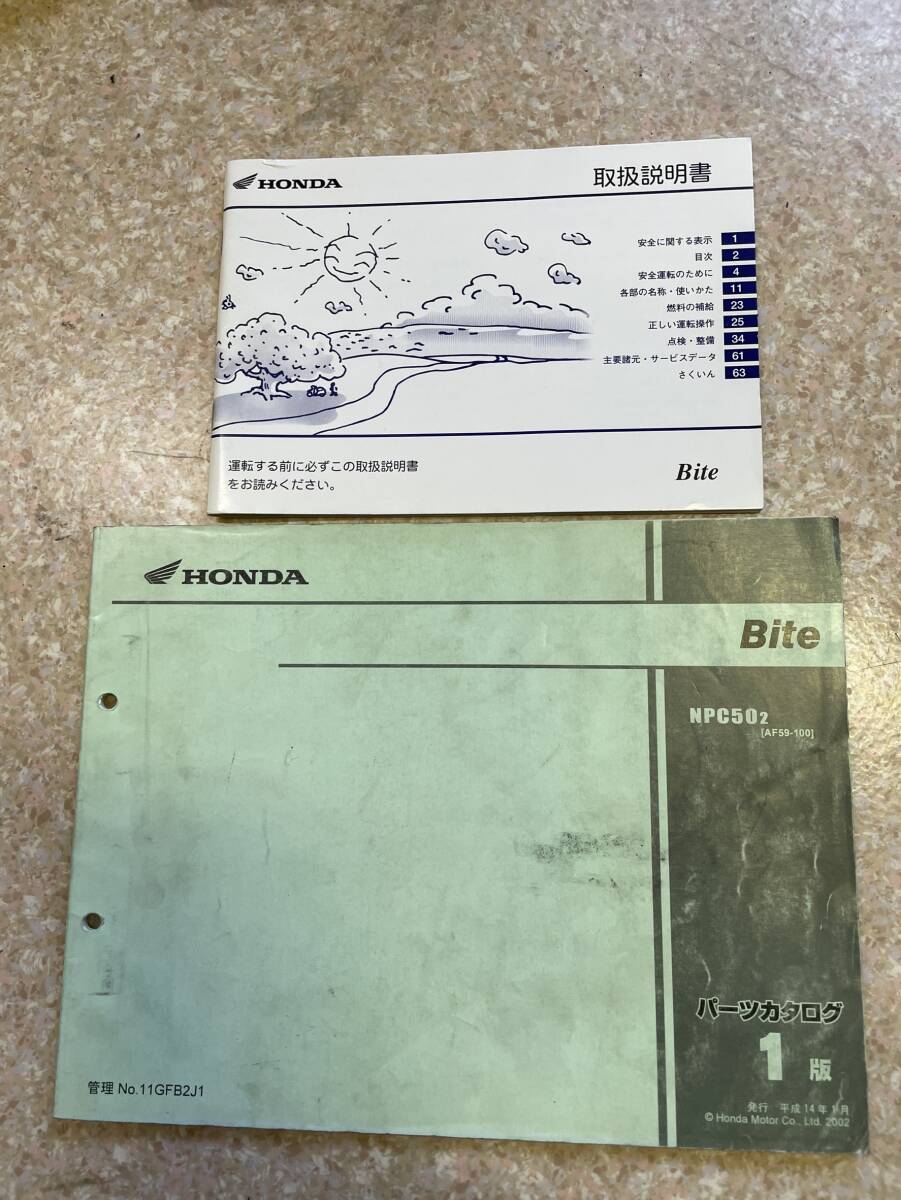 HONDA
取扱説明書
安全に関する表示 1
目次 2
安全運転のために 4
各部の名称・使いかた 11
燃料の補給 23
正しい運転操作 25
点検・整備 34
主要諸元・サービスデータ 61
さくいん 63
運転する前に必ずこの取扱説明書
をお読みください。
Bite
HONDA
Bite
NPC502
[AF59-100]
パーツカタログ
1版
管理 No.11GFB2J1
発行 平成14年1月
© Honda Motor Co., Ltd. 2002